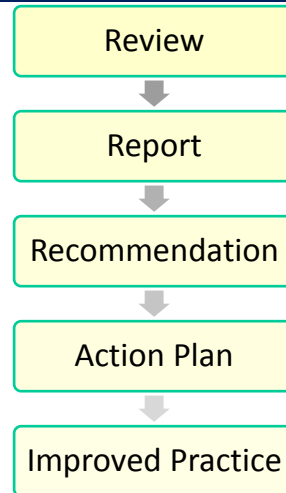 Review
Report
Recommendation
Action Plan
Improved Practice